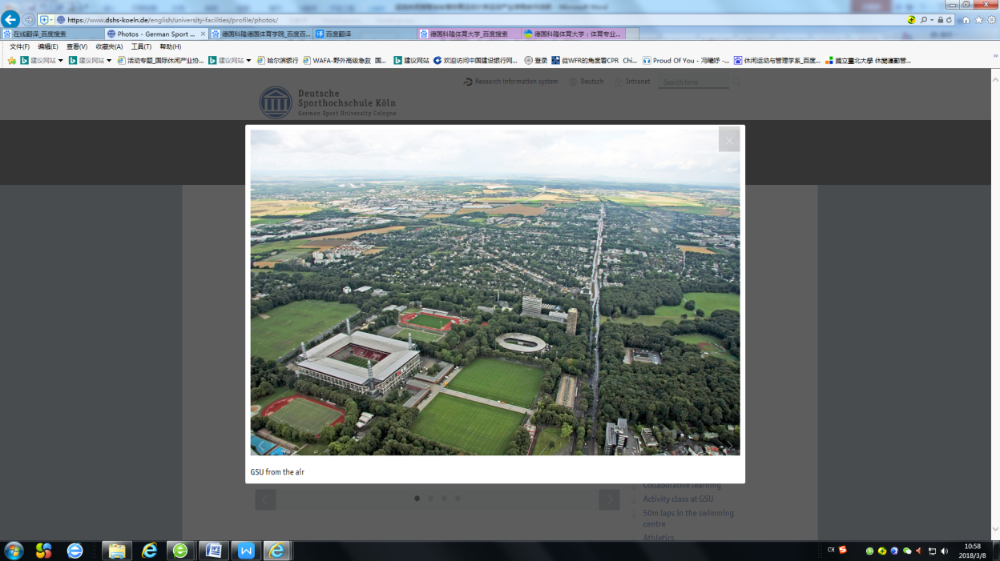 https://www.dshs-koeln.de/english/university-facilities/profile/photos/
在线翻译_百度搜索
Photos - German Sport ...
德国科隆德国体育学院_百度百...
百度翻译
德国科隆体育大学_百度搜索
德国科隆体育大学：体育专业...
文件(F) 编辑(E) 查看(V) 收藏夹(A) 工具(T) 帮助(H)
建议网站 建议网站 活动专题_国际休闲产业协... 建议网站 哈尔滨银行 WAFA-野外高级急救 国... 建议网站 欢迎访问中国建设银行网... 登录 從WFR的角度看CPR Chi... Proud Of You - 冯曦妤 -... 休闲运动与管理学系_百度... 國立臺北大學 休閒運動管...
Research Information system Deutsch Intranet Search term
Deutsche
Sporthochschule Köln
German Sport University Cologne
GSU from the air
Collaborative learning
Activity class at GSU
50m laps in the swimming
centre
Athletics
CH
10:58
2018/3/8